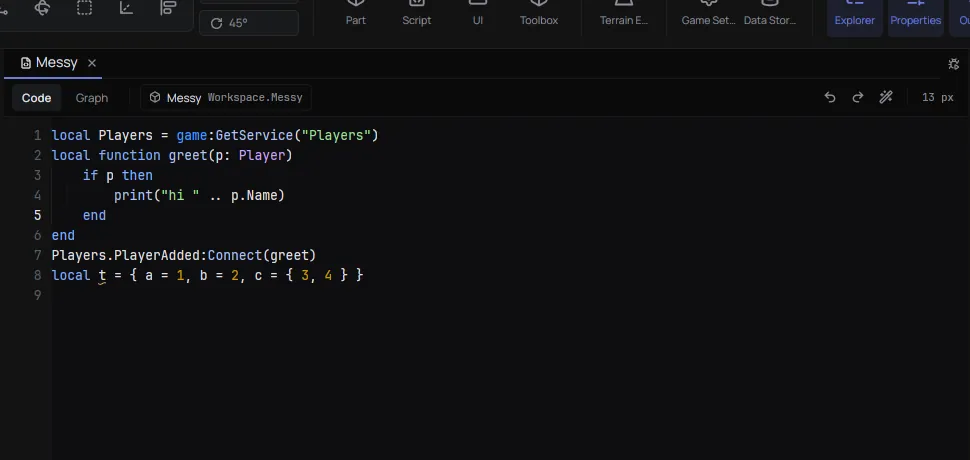 45°
Part
Script
UI
Toolbox
Terrain E...
Game Set...
Data Stor...
Explorer
Properties
Ou
Messy
Code
Graph
Messy Workspace.Messy
13 px
1 local Players = game:GetService("Players")
2 local function greet(p: Player)
3     if p then
4         print("hi " .. p.Name)
5     end
6 end
7 Players.PlayerAdded:Connect(greet)
8 local t = { a = 1, b = 2, c = { 3, 4 } }
9